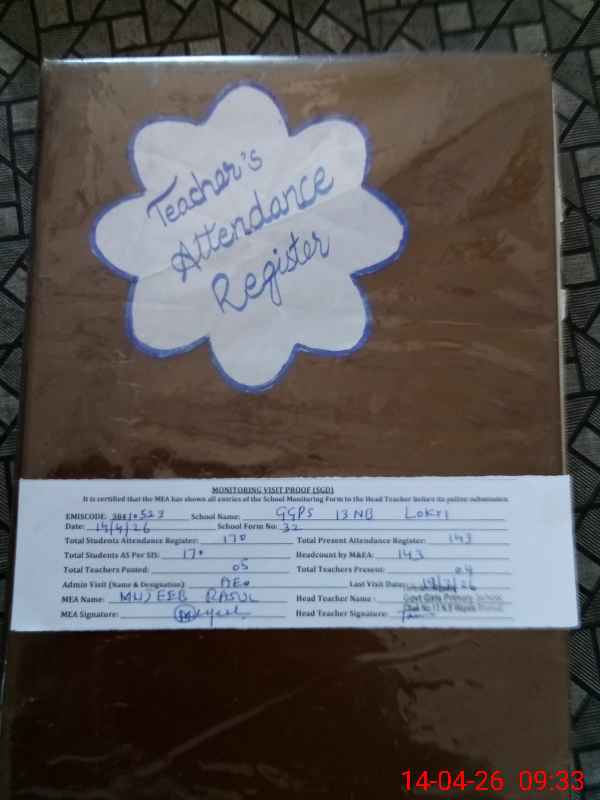 Teacher's
Attendance
Register
MONITORING VISIT PROOF (SGD)
It is certified that the MEA has shown all entries of the School Monitoring Form to the Head Teacher before its online submission
EMISCODE: 38410523 School Name: GGPS 13NB Lokri
Date: 14/4/26 School Form No: 32
Total Students Attendance Register: 170 Total Present Attendance Register: 143
Total Students AS Per SIS: 170 Headcount by M&EA: 143
Total Teachers Posted: 05 Total Teachers Present: 04
Admin Visit (Name & Designation): AEO Last Visit Date:
MEA Name: MUJEEB RASUL Head Teacher Name :
Govt Girls Primary School
MEA Signature: Head Teacher Signature:
14-04-26 09:33